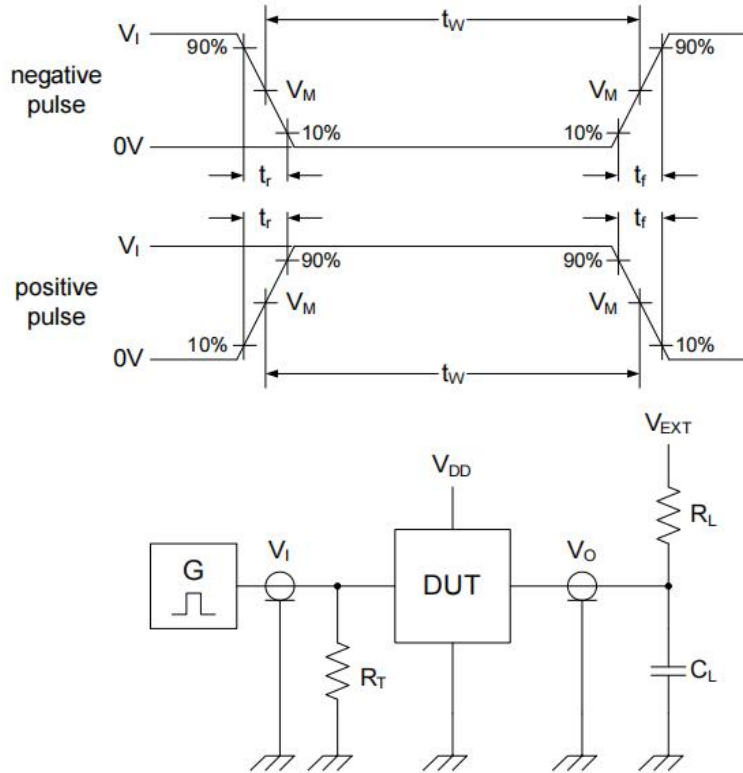 t_W
V_I
90%
90%
negative
pulse
V_M
V_M
10%
10%
0V
t_r
t_f
t_r
t_f
V_I
90%
90%
positive
pulse
V_M
V_M
10%
10%
0V
t_W
V_EXT
V_DD
R_L
G
V_I
DUT
V_O
R_T
C_L